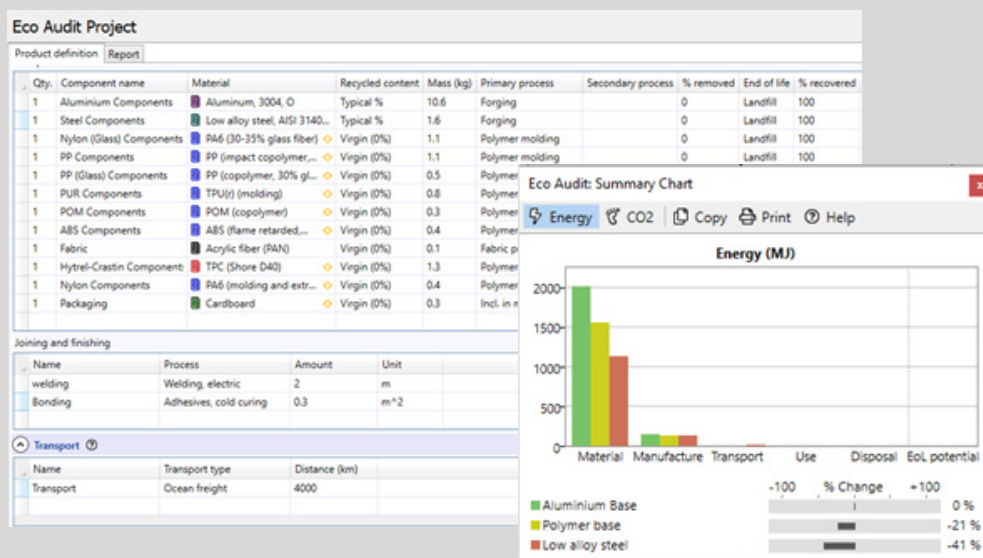 Eco Audit Project
Product definition Report
Qty. Component name Material Recycled content Mass (kg) Primary process Secondary process % removed End of life % recovered
1 Aluminium Components Aluminum, 3004, O Typical % 10.6 Forging 0 Landfill 100
1 Steel Components Low alloy steel, AISI 3140... Typical % 1.6 Forging 0 Landfill 100
1 Nylon (Glass) Components PA6 (30-35% glass fiber) Virgin (0%) 1.1 Polymer molding 0 Landfill 100
1 PP Components PP (impact copolymer,... Virgin (0%) 1.1 Polymer molding 0 Landfill 100
1 PP (Glass) Components PP (copolymer, 30% gl... Virgin (0%) 0.5 Polymer
1 PUR Components TPU(r) (molding) Virgin (0%) 0.8 Polymer
1 POM Components POM (copolymer) Virgin (0%) 0.3 Polymer
1 ABS Components ABS (flame retarded,... Virgin (0%) 0.4 Polymer
1 Fabric Acrylic fiber (PAN) Virgin (0%) 0.1 Fabric p
1 Hytrel-Crastin Component: TPC (Shore D40) Virgin (0%) 1.3 Polymer
1 Nylon Components PA6 (molding and extr... Virgin (0%) 0.4 Polymer
1 Packaging Cardboard Virgin (0%) 0.3 Incl. in m
Joining and finishing
Name Process Amount Unit
welding Welding, electric 2 m
Bonding Adhesives, cold curing 0.3 m^2
Transport
Name Transport type Distance (km)
Transport Ocean freight 4000
Eco Audit: Summary Chart x
Energy CO2 Copy Print Help
Energy (MJ)
2000
1500
1000
500
0
Material Manufacture Transport Use Disposal EoL potential
-100 % Change +100
Aluminium Base 0 %
Polymer base -21 %
Low alloy steel -41 %